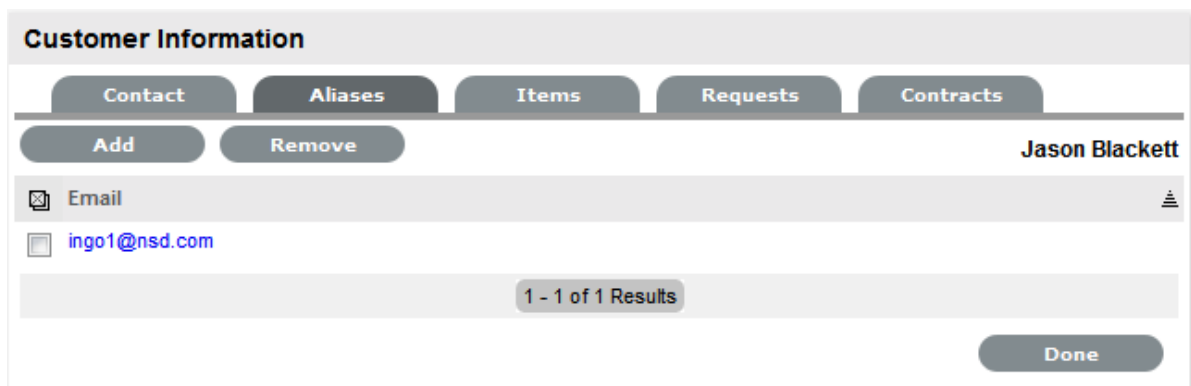 Customer Information
Contact Aliases Items Requests Contracts
Add Remove Jason Blackett
Email
ingo1@nsd.com
1 - 1 of 1 Results
Done